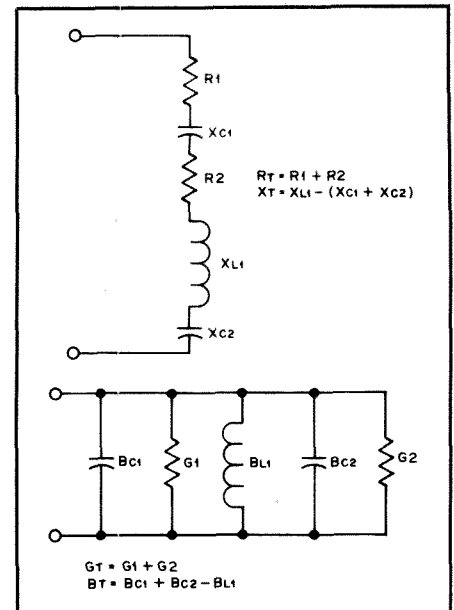 R1
XC1
R2
RT = R1 + R2
XT = XL1 - (XC1 + XC2)
XL1
XC2
BC1
G1
BL1
BC2
G2
GT = G1 + G2
BT = BC1 + BC2 - BL1